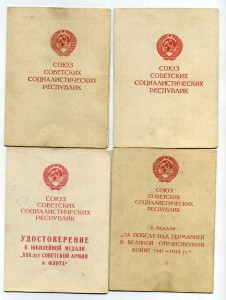 СОЮЗ
СОВЕТСКИХ
СОЦИАЛИСТИЧЕСКИХ
РЕСПУБЛИК
СОЮЗ
СОВЕТСКИХ
СОЦИАЛИСТИЧЕСКИХ
РЕСПУБЛИК
СОЮЗ
СОВЕТСКИХ
СОЦИАЛИСТИЧЕСКИХ
РЕСПУБЛИК
УДОСТОВЕРЕНИЕ
К ЮБИЛЕЙНОЙ МЕДАЛИ
„XXX ЛЕТ СОВЕТСКОЙ АРМИИ
И ФЛОТА“
СОЮЗ
СОВЕТСКИХ
СОЦИАЛИСТИЧЕСКИХ
РЕСПУБЛИК
К МЕДАЛИ
„ЗА ПОБЕДУ НАД ГЕРМАНИЕЙ
В ВЕЛИКОЙ ОТЕЧЕСТВЕННОЙ
ВОЙНЕ 1941—1945 гг.“